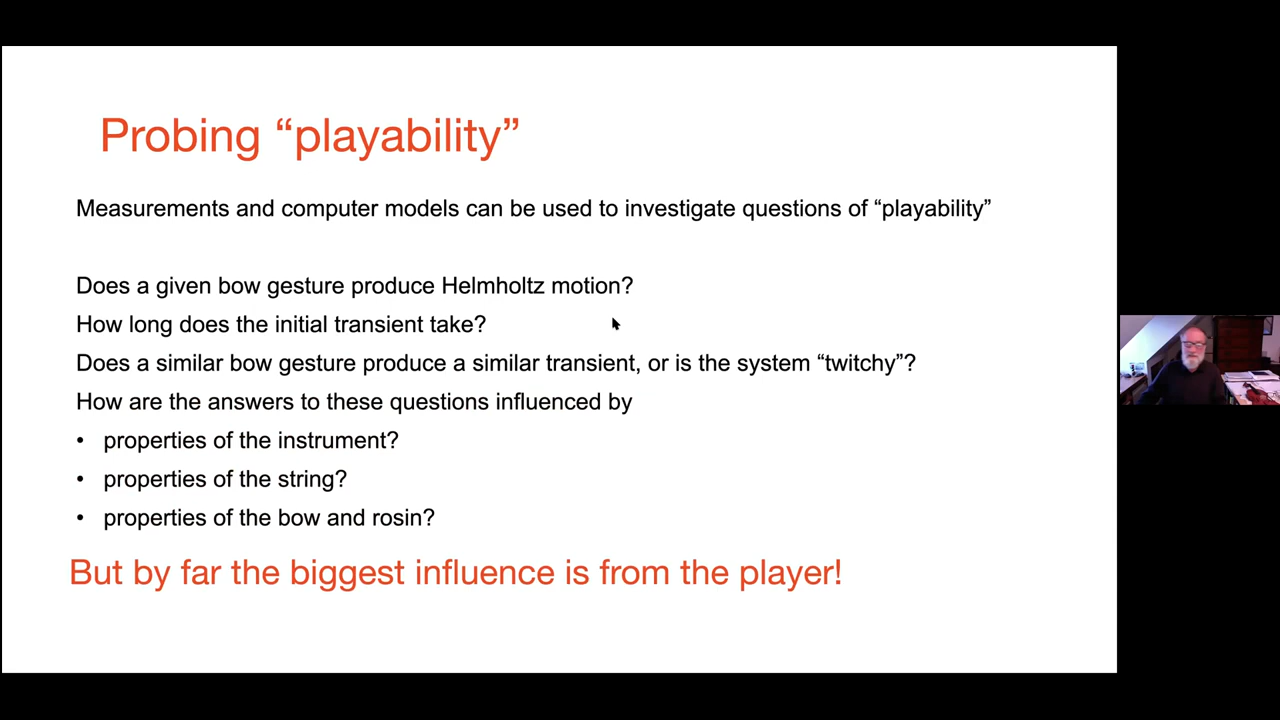 Probing “playability”
Measurements and computer models can be used to investigate questions of “playability”
Does a given bow gesture produce Helmholtz motion?
How long does the initial transient take?
Does a similar bow gesture produce a similar transient, or is the system “twitchy”?
How are the answers to these questions influenced by
• properties of the instrument?
• properties of the string?
• properties of the bow and rosin?
But by far the biggest influence is from the player!